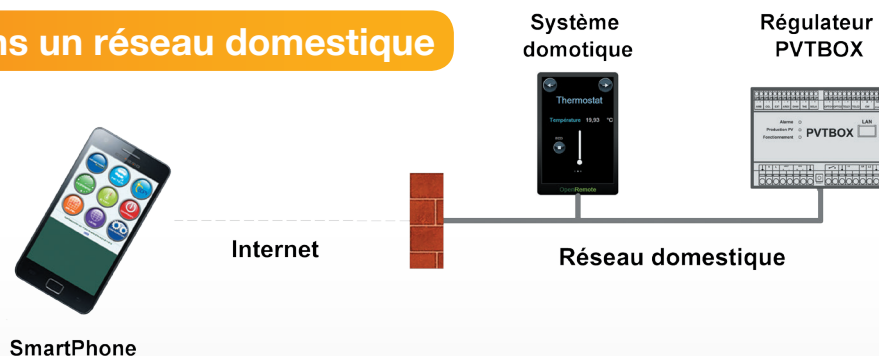 ns un réseau domestique
Système
domotique
Régulateur
PVTBOX
Thermostat
Température 19,93 °C
OpenRemote
Alarme
Production PV
Fonctionnement
PVTBOX
LAN
Internet
Réseau domestique
SmartPhone